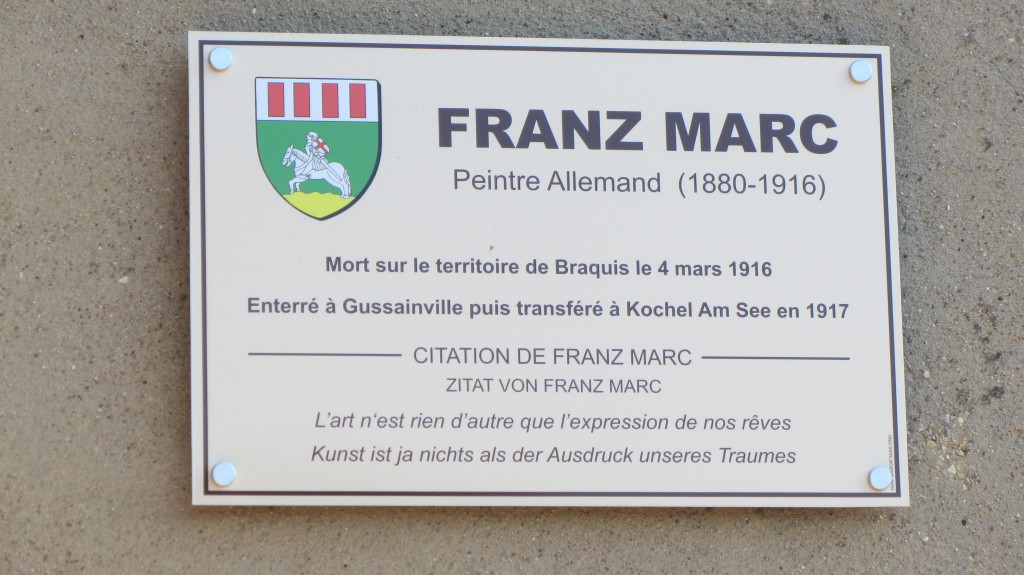 FRANZ MARC
Peintre Allemand (1880-1916)
Mort sur le territoire de Braquis le 4 mars 1916
Enterré à Gussainville puis transféré à Kochel Am See en 1917
CITATION DE FRANZ MARC
ZITAT VON FRANZ MARC
L'art n'est rien d'autre que l'expression de nos rêves
Kunst ist ja nichts als der Ausdruck unseres Traumes